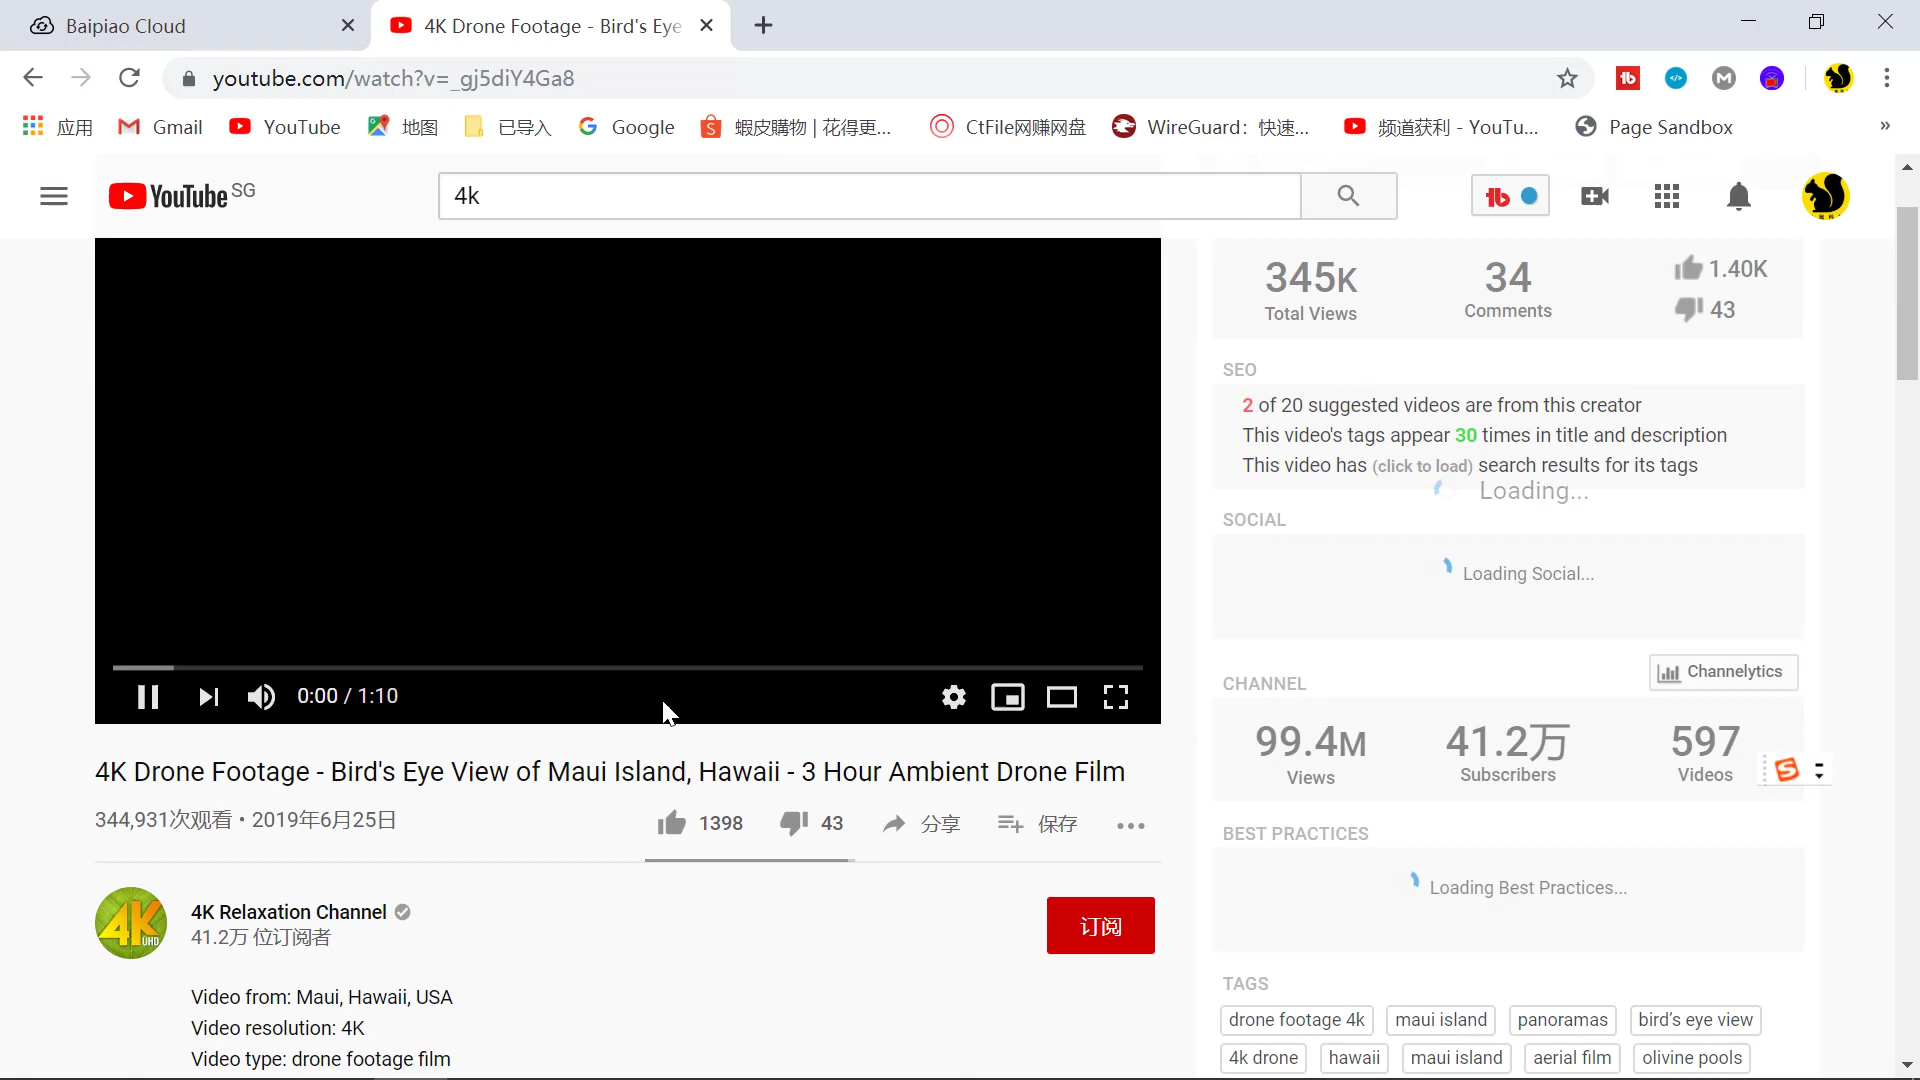 Baipiao Cloud
4K Drone Footage - Bird's Eye
youtube.com/watch?v=_gj5diY4Ga8
应用
Gmail
YouTube
地图
已导入
Google
蝦皮購物 | 花得更...
CtFile网赚网盘
WireGuard：快速...
频道获利 - YouTu...
Page Sandbox
YouTube SG
4k
345K
Total Views
34
Comments
1.40K
43
SEO
2 of 20 suggested videos are from this creator
This video's tags appear 30 times in title and description
This video has (click to load) search results for its tags
Loading...
SOCIAL
Loading Social...
0:00 / 1:10
CHANNEL
Channelytics
99.4M
Views
41.2万
Subscribers
597
Videos
4K Drone Footage - Bird's Eye View of Maui Island, Hawaii - 3 Hour Ambient Drone Film
344,931次观看 • 2019年6月25日
1398
43
分享
保存
BEST PRACTICES
Loading Best Practices...
4K UHD
4K Relaxation Channel
41.2万 位订阅者
订阅
Video from: Maui, Hawaii, USA
Video resolution: 4K
Video type: drone footage film
TAGS
drone footage 4k
maui island
panoramas
bird’s eye view
4k drone
hawaii
maui island
aerial film
olivine pools